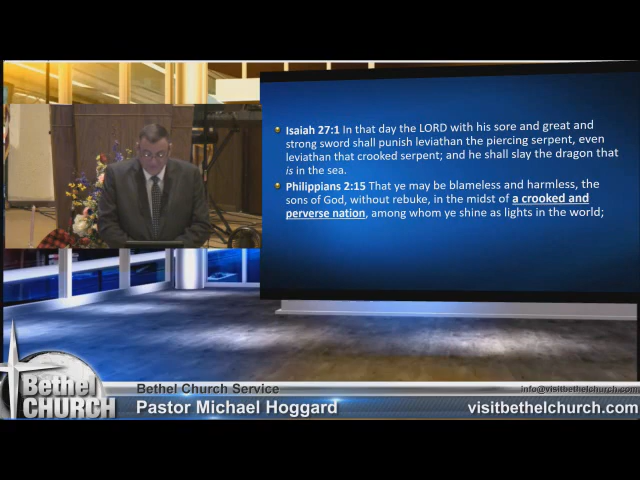 Isaiah 27:1 In that day the LORD with his sore and great and
strong sword shall punish leviathan the piercing serpent, even
leviathan that crooked serpent; and he shall slay the dragon that
is in the sea.
Philippians 2:15 That ye may be blameless and harmless, the
sons of God, without rebuke, in the midst of a crooked and
perverse nation, among whom ye shine as lights in the world;
Bethel
CHURCH
Bethel Church Service
info@visitbethelchurch.com
Pastor Michael Hoggard
visitbethelchurch.com